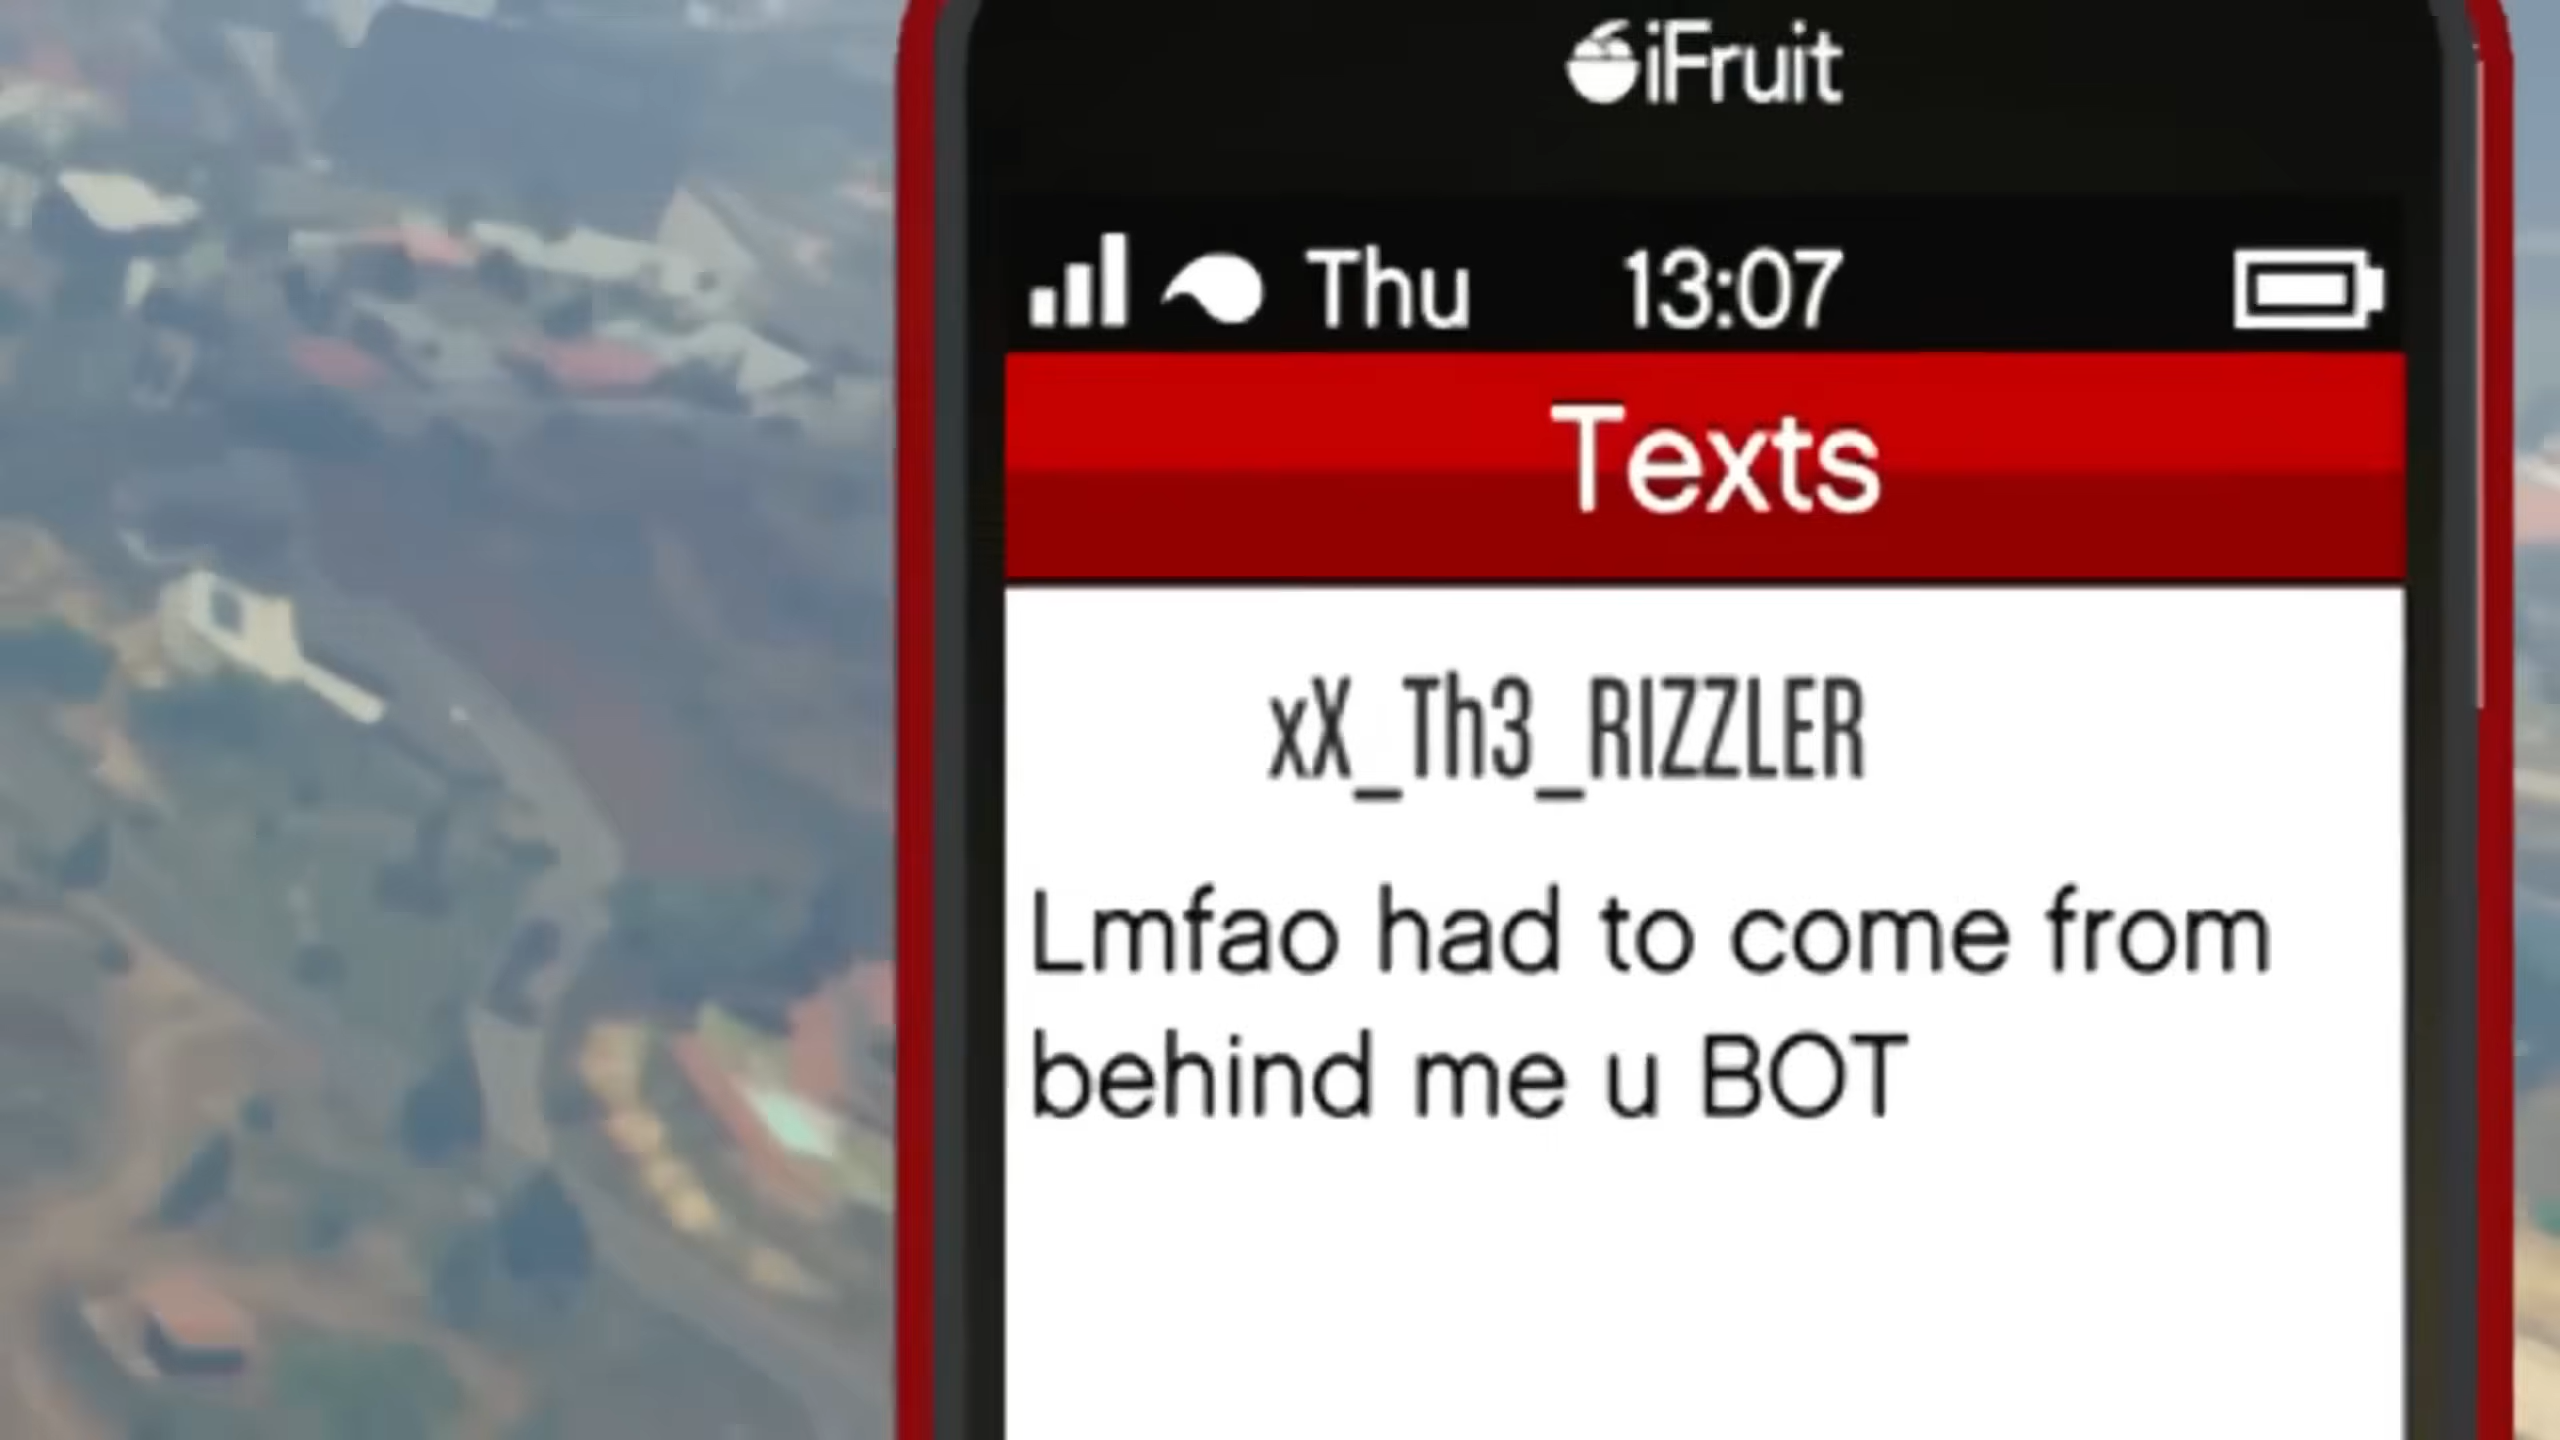 iFruit
Thu 13:07
Texts
xX_Th3_RIZZLER
Lmfao had to come from
behind me u BOT